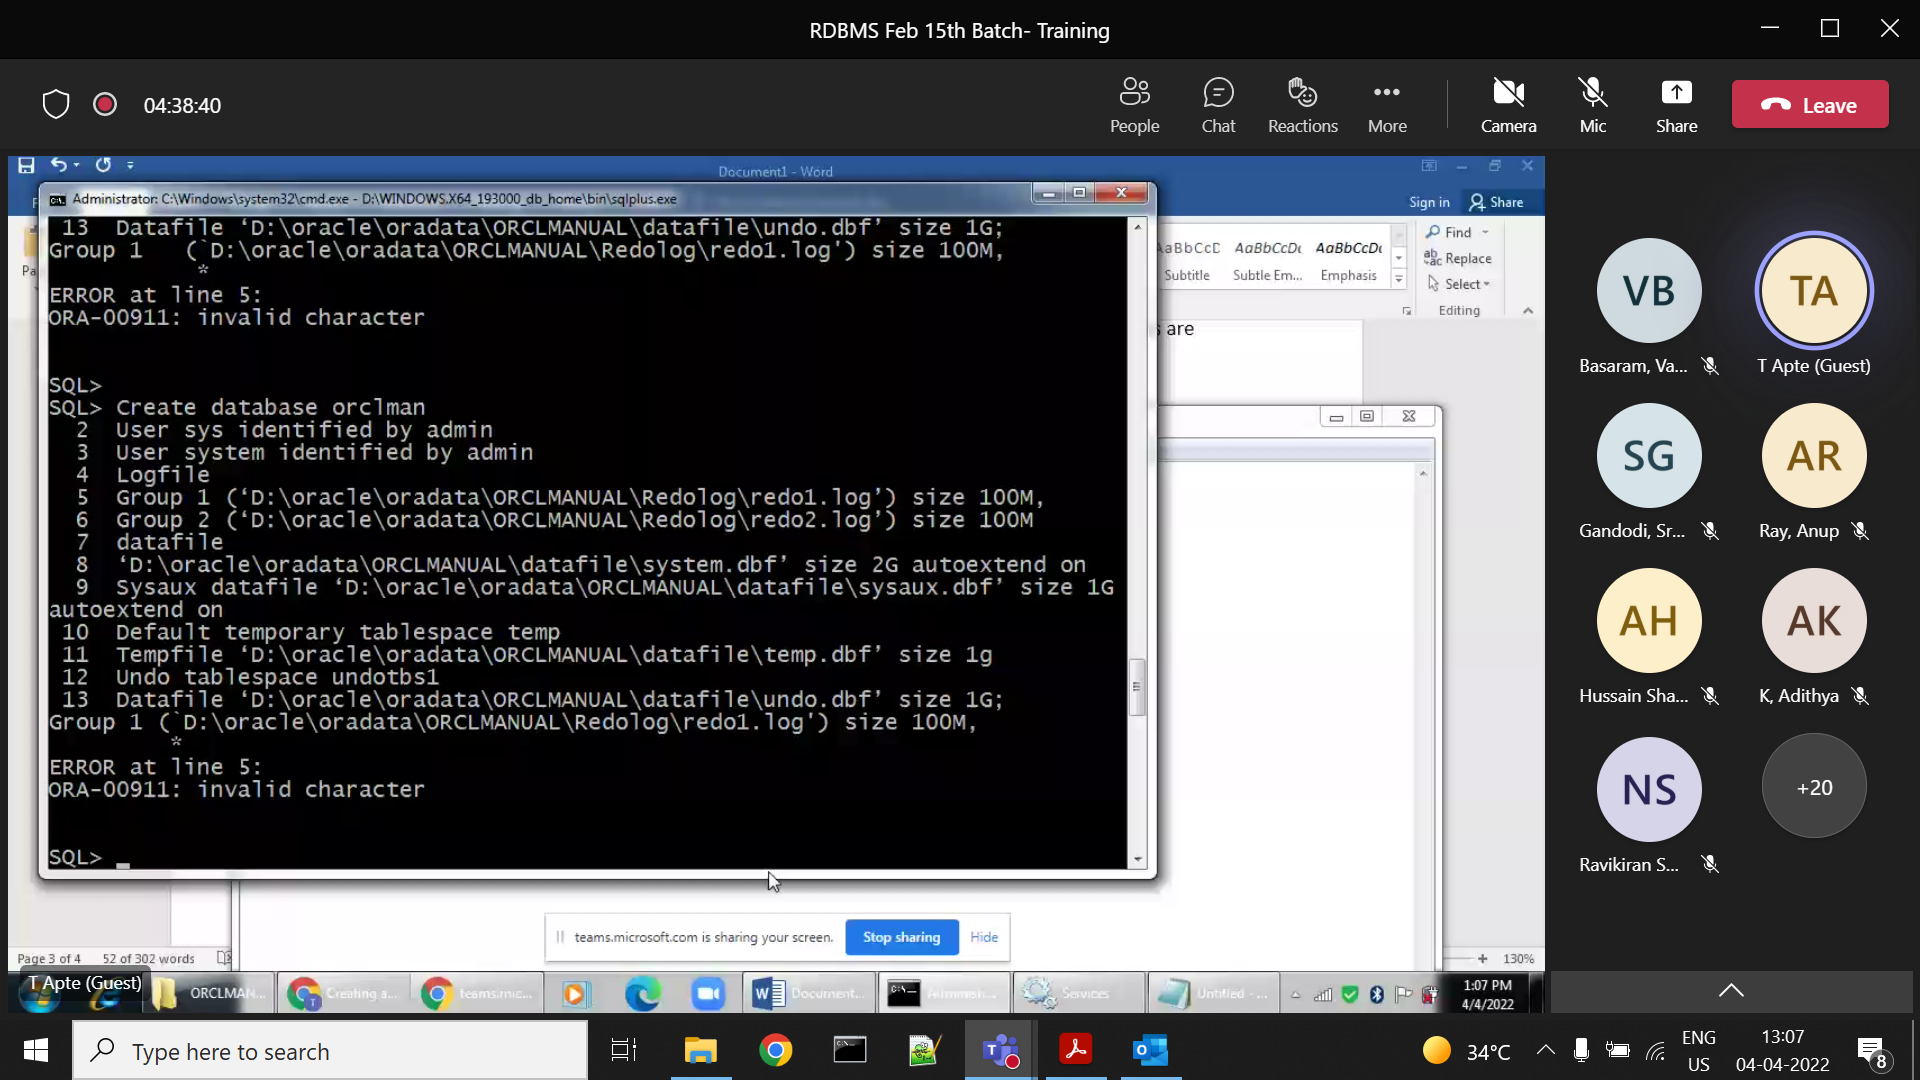 RDBMS Feb 15th Batch- Training
04:38:40
People
Chat
Reactions
More
Camera
Mic
Share
Leave
Document1 - Word
Administrator: C:\Windows\system32\cmd.exe - D:\WINDOWS.X64_193000_db_home\bin\sqlplus.exe
Sign in
Share
13 Datafile ‘D:\oracle\oradata\ORCLMANUAL\datafile\undo.dbf’ size 1G;
Group 1 (`D:\oracle\oradata\ORCLMANUAL\Redolog\redo1.log') size 100M,
*
ERROR at line 5:
ORA-00911: invalid character
SQL>
SQL> Create database orclman
2 User sys identified by admin
3 User system identified by admin
4 Logfile
5 Group 1 (‘D:\oracle\oradata\ORCLMANUAL\Redolog\redo1.log’) size 100M,
6 Group 2 (‘D:\oracle\oradata\ORCLMANUAL\Redolog\redo2.log’) size 100M
7 datafile
8 ‘D:\oracle\oradata\ORCLMANUAL\datafile\system.dbf’ size 2G autoextend on
9 Sysaux datafile ‘D:\oracle\oradata\ORCLMANUAL\datafile\sysaux.dbf’ size 1G
autoextend on
10 Default temporary tablespace temp
11 Tempfile ‘D:\oracle\oradata\ORCLMANUAL\datafile\temp.dbf’ size 1g
12 Undo tablespace undotbs1
13 Datafile ‘D:\oracle\oradata\ORCLMANUAL\datafile\undo.dbf’ size 1G;
Group 1 (`D:\oracle\oradata\ORCLMANUAL\Redolog\redo1.log') size 100M,
*
ERROR at line 5:
ORA-00911: invalid character
SQL> _
Pa
AaBbCcD AaBbCcDc AaBbCcDc
Subtitle Subtle Em... Emphasis
Find
Replace
Select
Editing
s are
teams.microsoft.com is sharing your screen.
Stop sharing
Hide
Page 3 of 4 52 of 302 words
130%
T Apte (Guest)
ORCLMAN...
Creating a...
teams.mic...
Document...
Administ...
Services
Untitled - ...
1:07 PM
4/4/2022
VB
Basaram, Va...
TA
T Apte (Guest)
SG
Gandodi, Sr...
AR
Ray, Anup
AH
Hussain Sha...
AK
K, Adithya
NS
Ravikiran S...
+20
Type here to search
34°C
ENG
US
13:07
04-04-2022
8